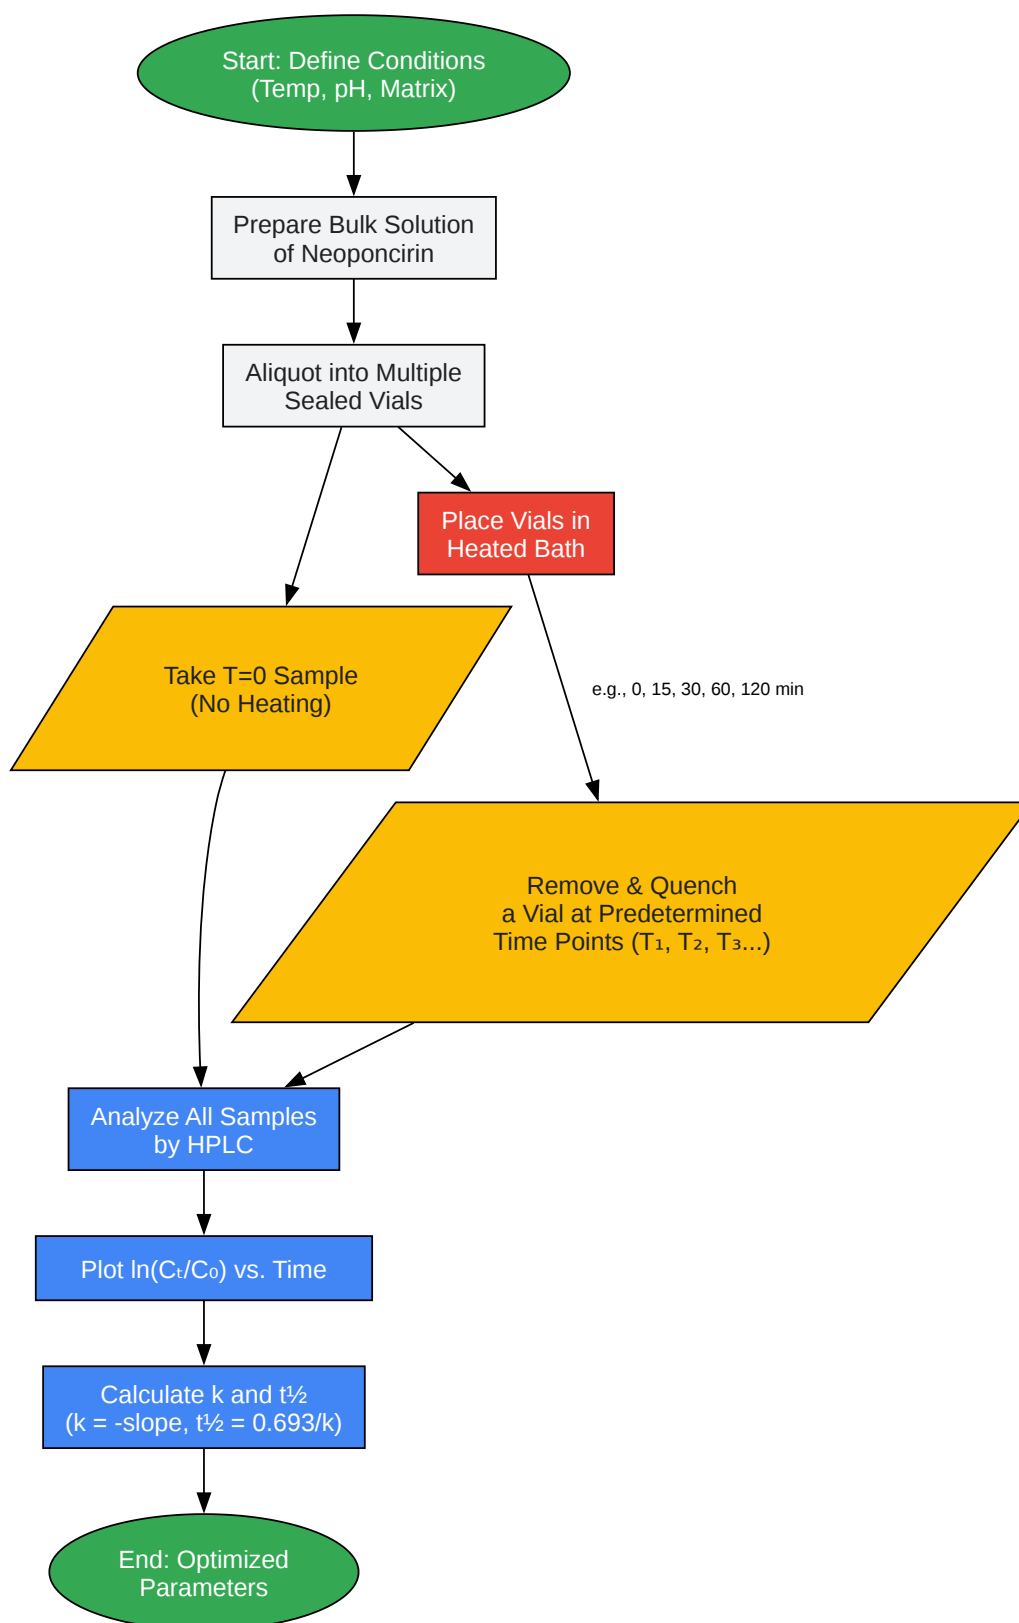 Start: Define Conditions
(Temp, pH, Matrix)
Prepare Bulk Solution
of Neoponcirin
Aliquot into Multiple
Sealed Vials
Place Vials in
Heated Bath
Take T=0 Sample
(No Heating)
e.g., 0, 15, 30, 60, 120 min
Remove & Quench
a Vial at Predetermined
Time Points (T₁, T₂, T₃...)
Analyze All Samples
by HPLC
Plot ln(Cₜ/C₀) vs. Time
Calculate k and t½
(k = -slope, t½ = 0.693/k)
End: Optimized
Parameters